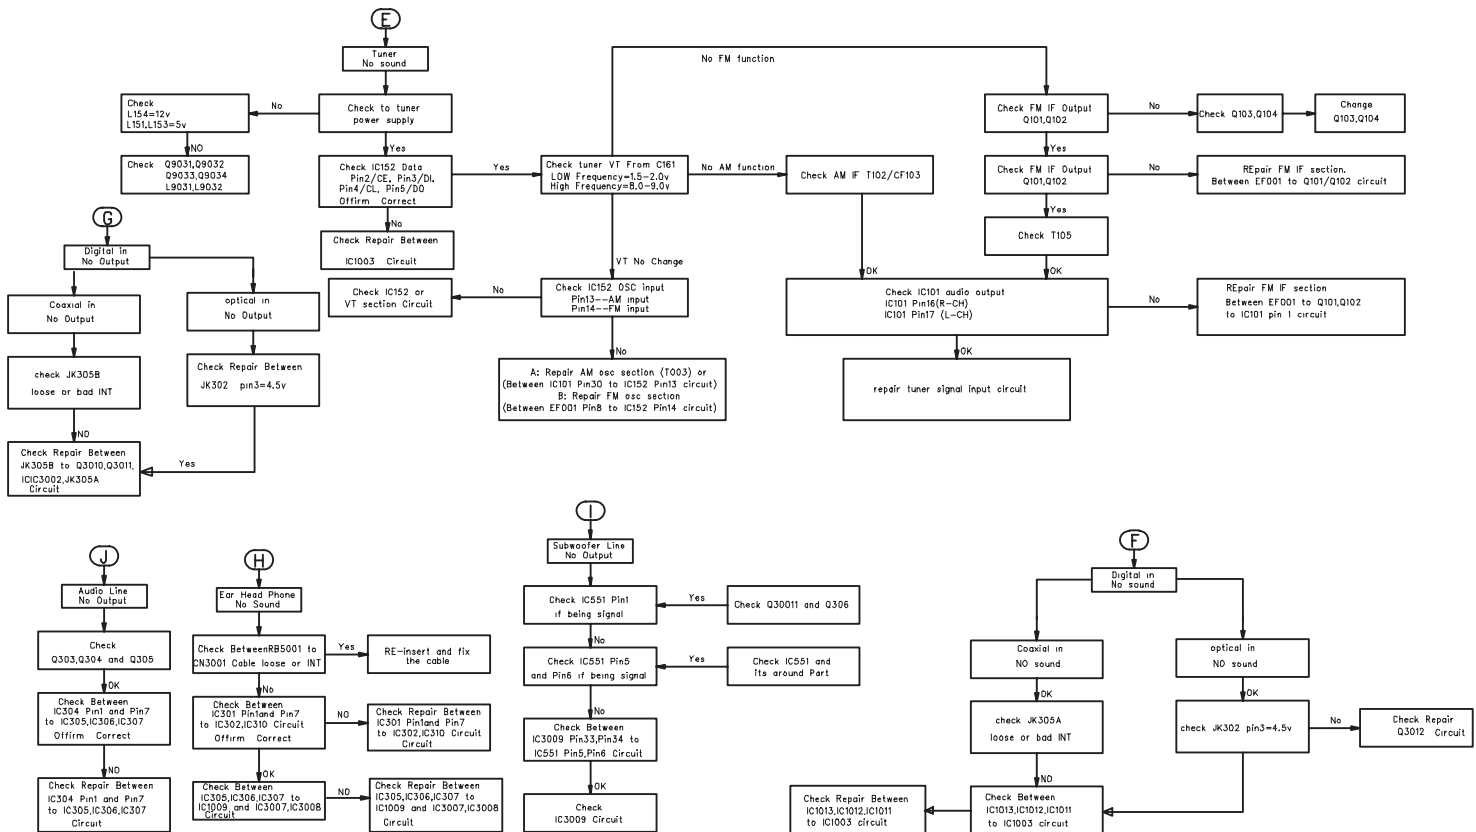 E
Tuner
No sound
No FM function
Check
L154=12v
L151,L153=5v
No
Check to tuner
power supply
Check FM IF Output
Q101,Q102
No
Check Q103,Q104
Change
Q103,Q104
NO
Yes
Yes
Check Q9031,Q9032
Q9033,Q9034
L9031,L9032
Check IC152 Data
Pin2/CE, Pin3/DI,
Pin4/CL, Pin5/DO
Offirm Correct
Yes
Check tuner VT From C161
LOW Frequency=1.5-2.0v
High Frequency=8.0-9.0v
No AM function
Check AM IF T102/CF103
Check FM IF Output
Q101,Q102
No
REpair FM IF section.
Between EF001 to Q101/Q102 circuit
No
Yes
Check Repair Between
IC1003 Circuit
Check T105
VT No Change
OK
OK
Check IC152 or
VT section Circuit
No
Check IC152 OSC input
Pin13--AM input
Pin14--FM input
Check IC101 audio output
IC101 Pin16(R-CH)
IC101 Pin17 (L-CH)
No
REpair FM IF section
Between EF001 to Q101,Q102
to IC101 pin 1 circuit
No
OK
A: Repair AM osc section (T003) or
(Between IC101 Pin30 to IC152 Pin13 circuit)
B: Repair FM osc section
(Between EF001 Pin8 to IC152 Pin14 circuit)
repair tuner signal input circuit
G
Digital in
No Output
Coaxial in
No Output
optical in
No Output
check JK305B
loose or bad INT
Check Repair Between
JK302 pin3=4.5v
NO
Check Repair Between
JK305B to Q3010,Q3011,
ICIC3002,JK305A
Circuit
Yes
J
Audio Line
No Output
Check
Q303,Q304 and Q305
OK
Check Between
IC304 Pin1 and Pin7
to IC305,IC306,IC307
Offirm Correct
NO
Check Repair Between
IC304 Pin1 and Pin7
to IC305,IC306,IC307
Circuit
H
Ear Head Phone
No Sound
Check BetweenRB5001 to
CN3001 Cable loose or INT
Yes
RE-insert and fix
the cable
No
Check Between
IC301 Pin1and Pin7
to IC302,IC310 Circuit
Offirm Correct
NO
Check Repair Between
IC301 Pin1and Pin7
to IC302,IC310 Circuit
Circuit
OK
Check Between
IC305,IC306,IC307 to
IC1009 and IC3007,IC3008
Circuit
NO
Check Repair Between
IC305,IC306,IC307 to
IC1009 and IC3007,IC3008
Circuit
I
Subwoofer Line
No Output
Check IC551 Pin1
if being signal
Yes
Check Q30011 and Q306
No
Check IC551 Pin5
and Pin6 if being signal
Yes
Check IC551 and
its around Part
No
Check Between
IC3009 Pin33,Pin34 to
IC551 Pin5,Pin6 Circuit
OK
Check
IC3009 Circuit
F
Digital in
No sound
Coaxial in
NO sound
optical in
NO sound
OK
OK
check JK305A
loose or bad INT
check JK302 pin3=4.5v
No
Check Repair
Q3012 Circuit
NO
Check Repair Between
IC1013,IC1012,IC1011
to IC1003 circuit
Check Between
IC1013,IC1012,IC1011
to IC1003 circuit